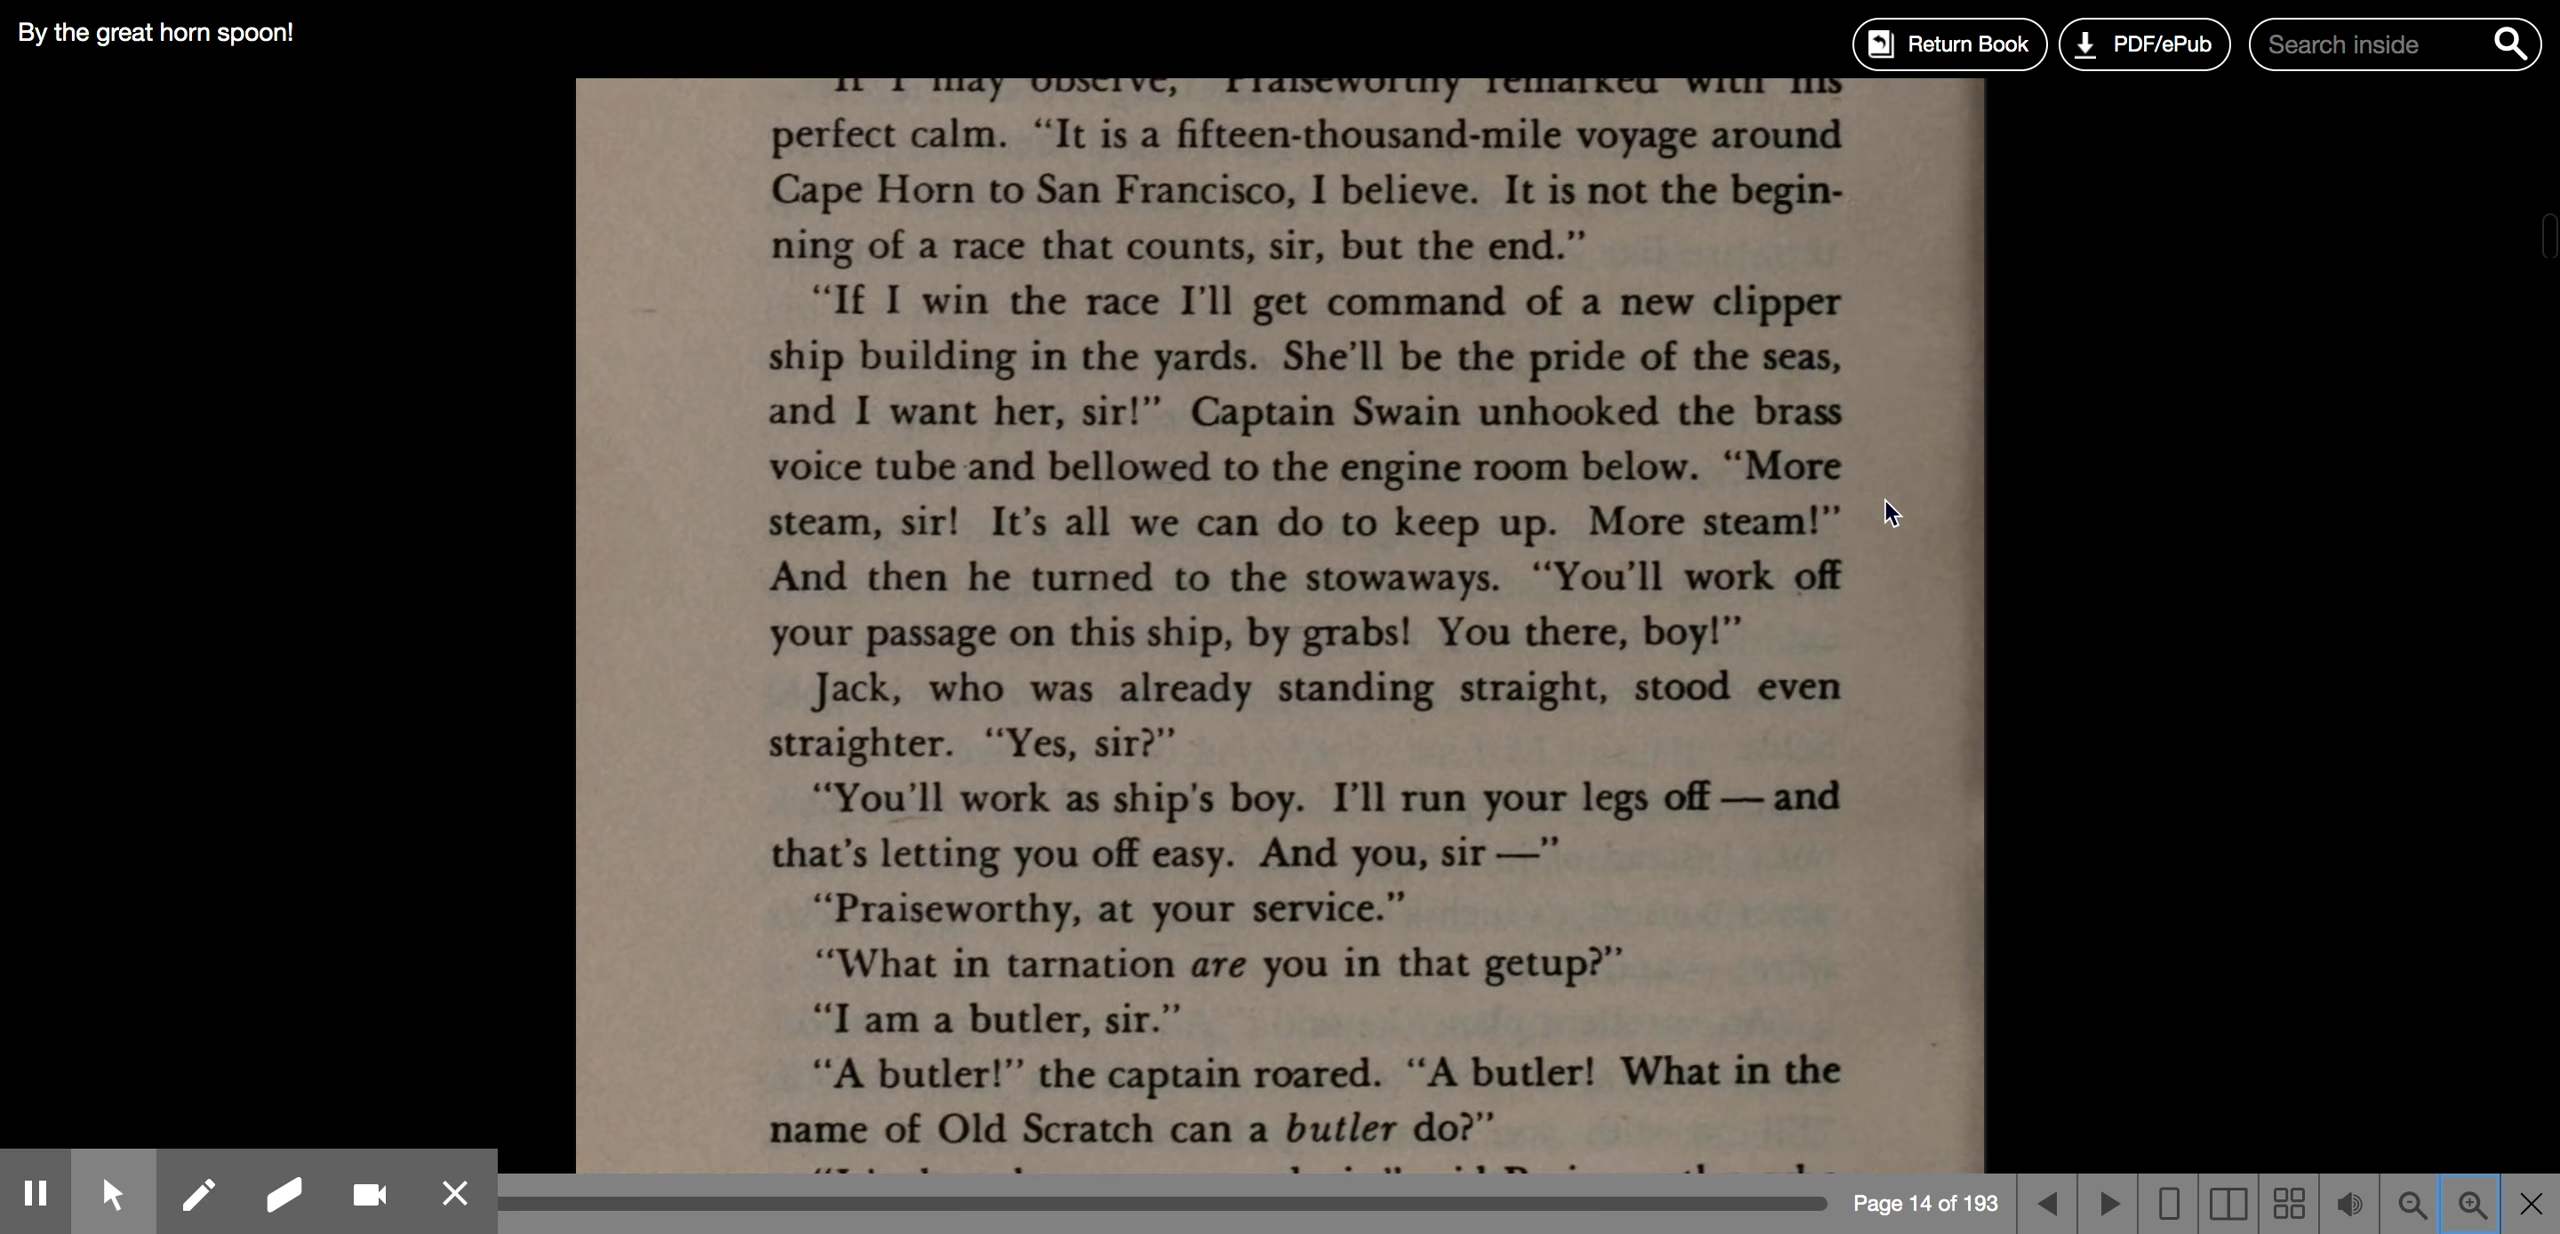 By the great horn spoon!
Return Book
PDF/ePub
Search inside
If I may observe," Praiseworthy remarked with his
perfect calm. “It is a fifteen-thousand-mile voyage around
Cape Horn to San Francisco, I believe. It is not the begin-
ning of a race that counts, sir, but the end.”
“If I win the race I’ll get command of a new clipper
ship building in the yards. She’ll be the pride of the seas,
and I want her, sir!” Captain Swain unhooked the brass
voice tube and bellowed to the engine room below. “More
steam, sir! It’s all we can do to keep up. More steam!”
And then he turned to the stowaways. “You’ll work off
your passage on this ship, by grabs! You there, boy!”
Jack, who was already standing straight, stood even
straighter. “Yes, sir?”
“You’ll work as ship's boy. I’ll run your legs off — and
that’s letting you off easy. And you, sir —”
“Praiseworthy, at your service.”
“What in tarnation are you in that getup?”
“I am a butler, sir.”
“A butler!” the captain roared. “A butler! What in the
name of Old Scratch can a butler do?”
Page 14 of 193